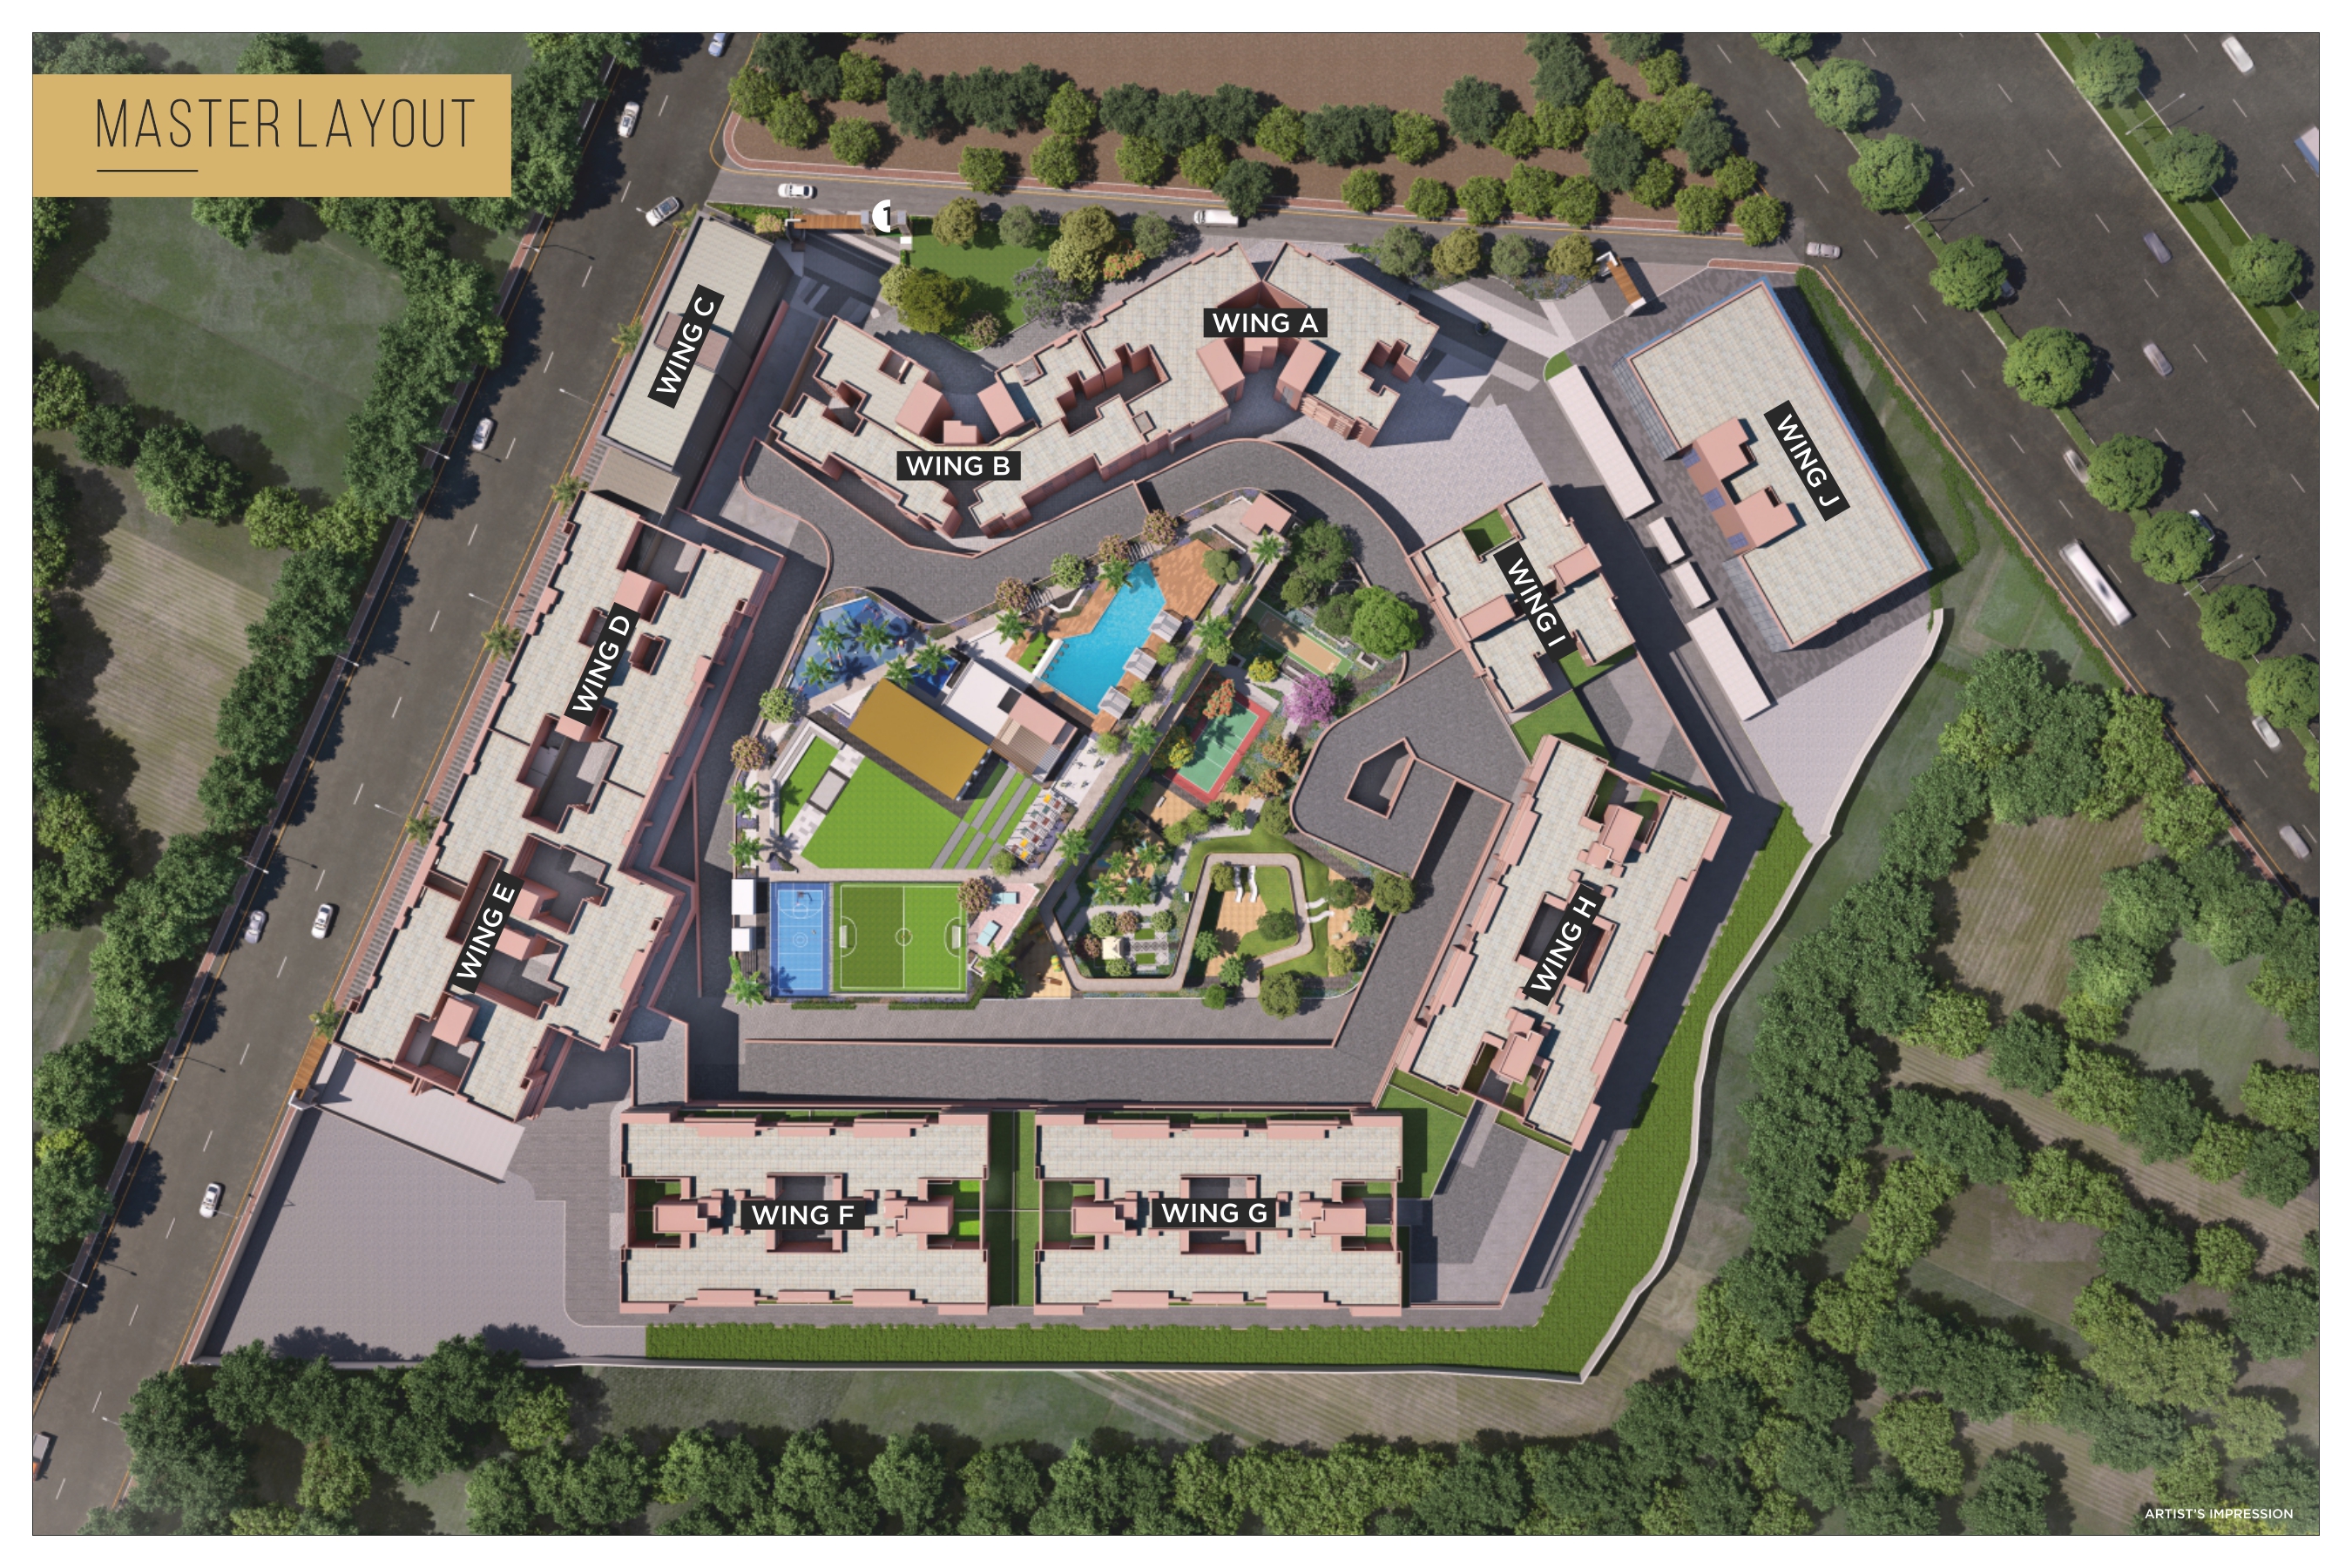 MASTER LAYOUT
1
WING C
WING A
WING B
WING J
WING I
WING D
WING E
WING H
WING F
WING G
ARTIST'S IMPRESSION